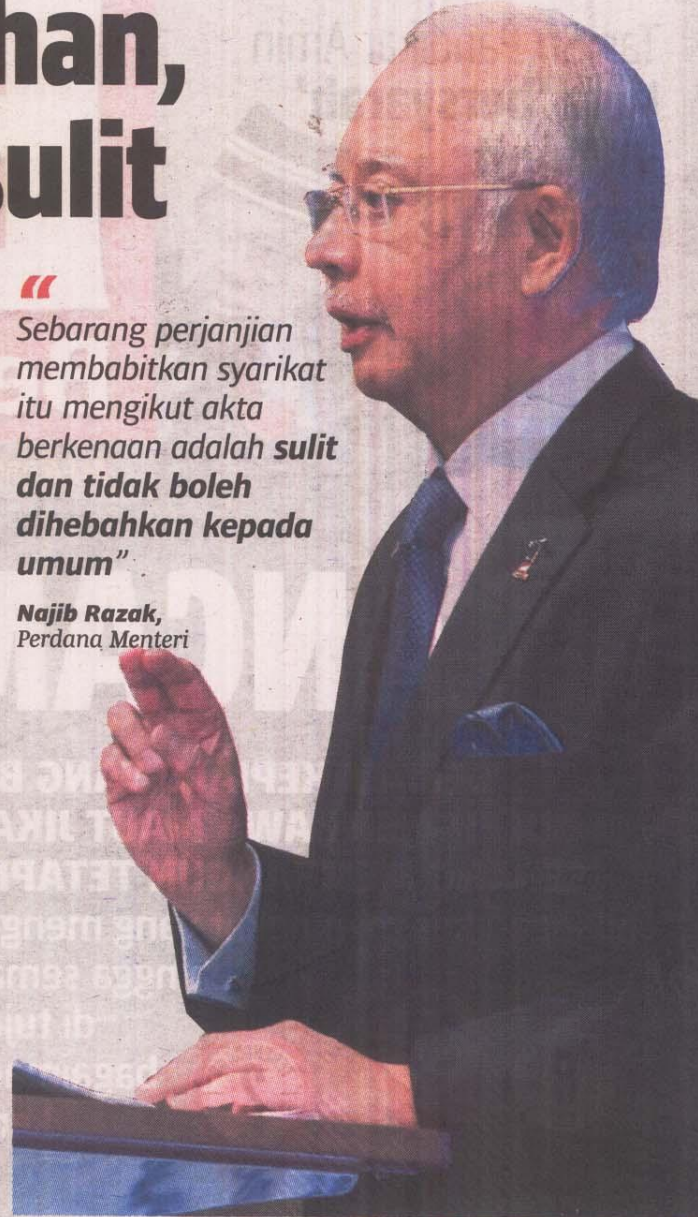 han,
sulit
“
Sebarang perjanjian
membabitkan syarikat
itu mengikut akta
berkenaan adalah sulit
dan tidak boleh
dihebahkan kepada
umum”
Najib Razak,
Perdana Menteri